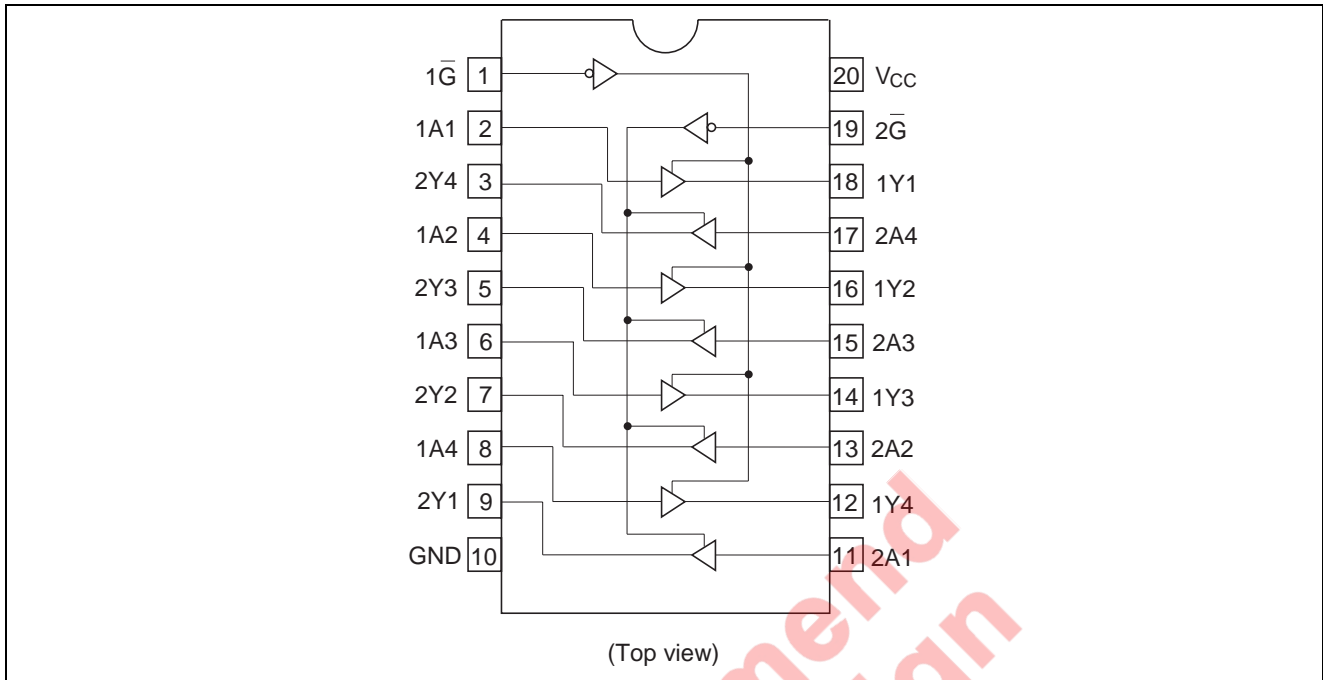 1G̅ 1 20 VCC
1A1 2 19 2G̅
2Y4 3 18 1Y1
1A2 4 17 2A4
2Y3 5 16 1Y2
1A3 6 15 2A3
2Y2 7 14 1Y3
1A4 8 13 2A2
2Y1 9 12 1Y4
GND 10 11 2A1
(Top view)